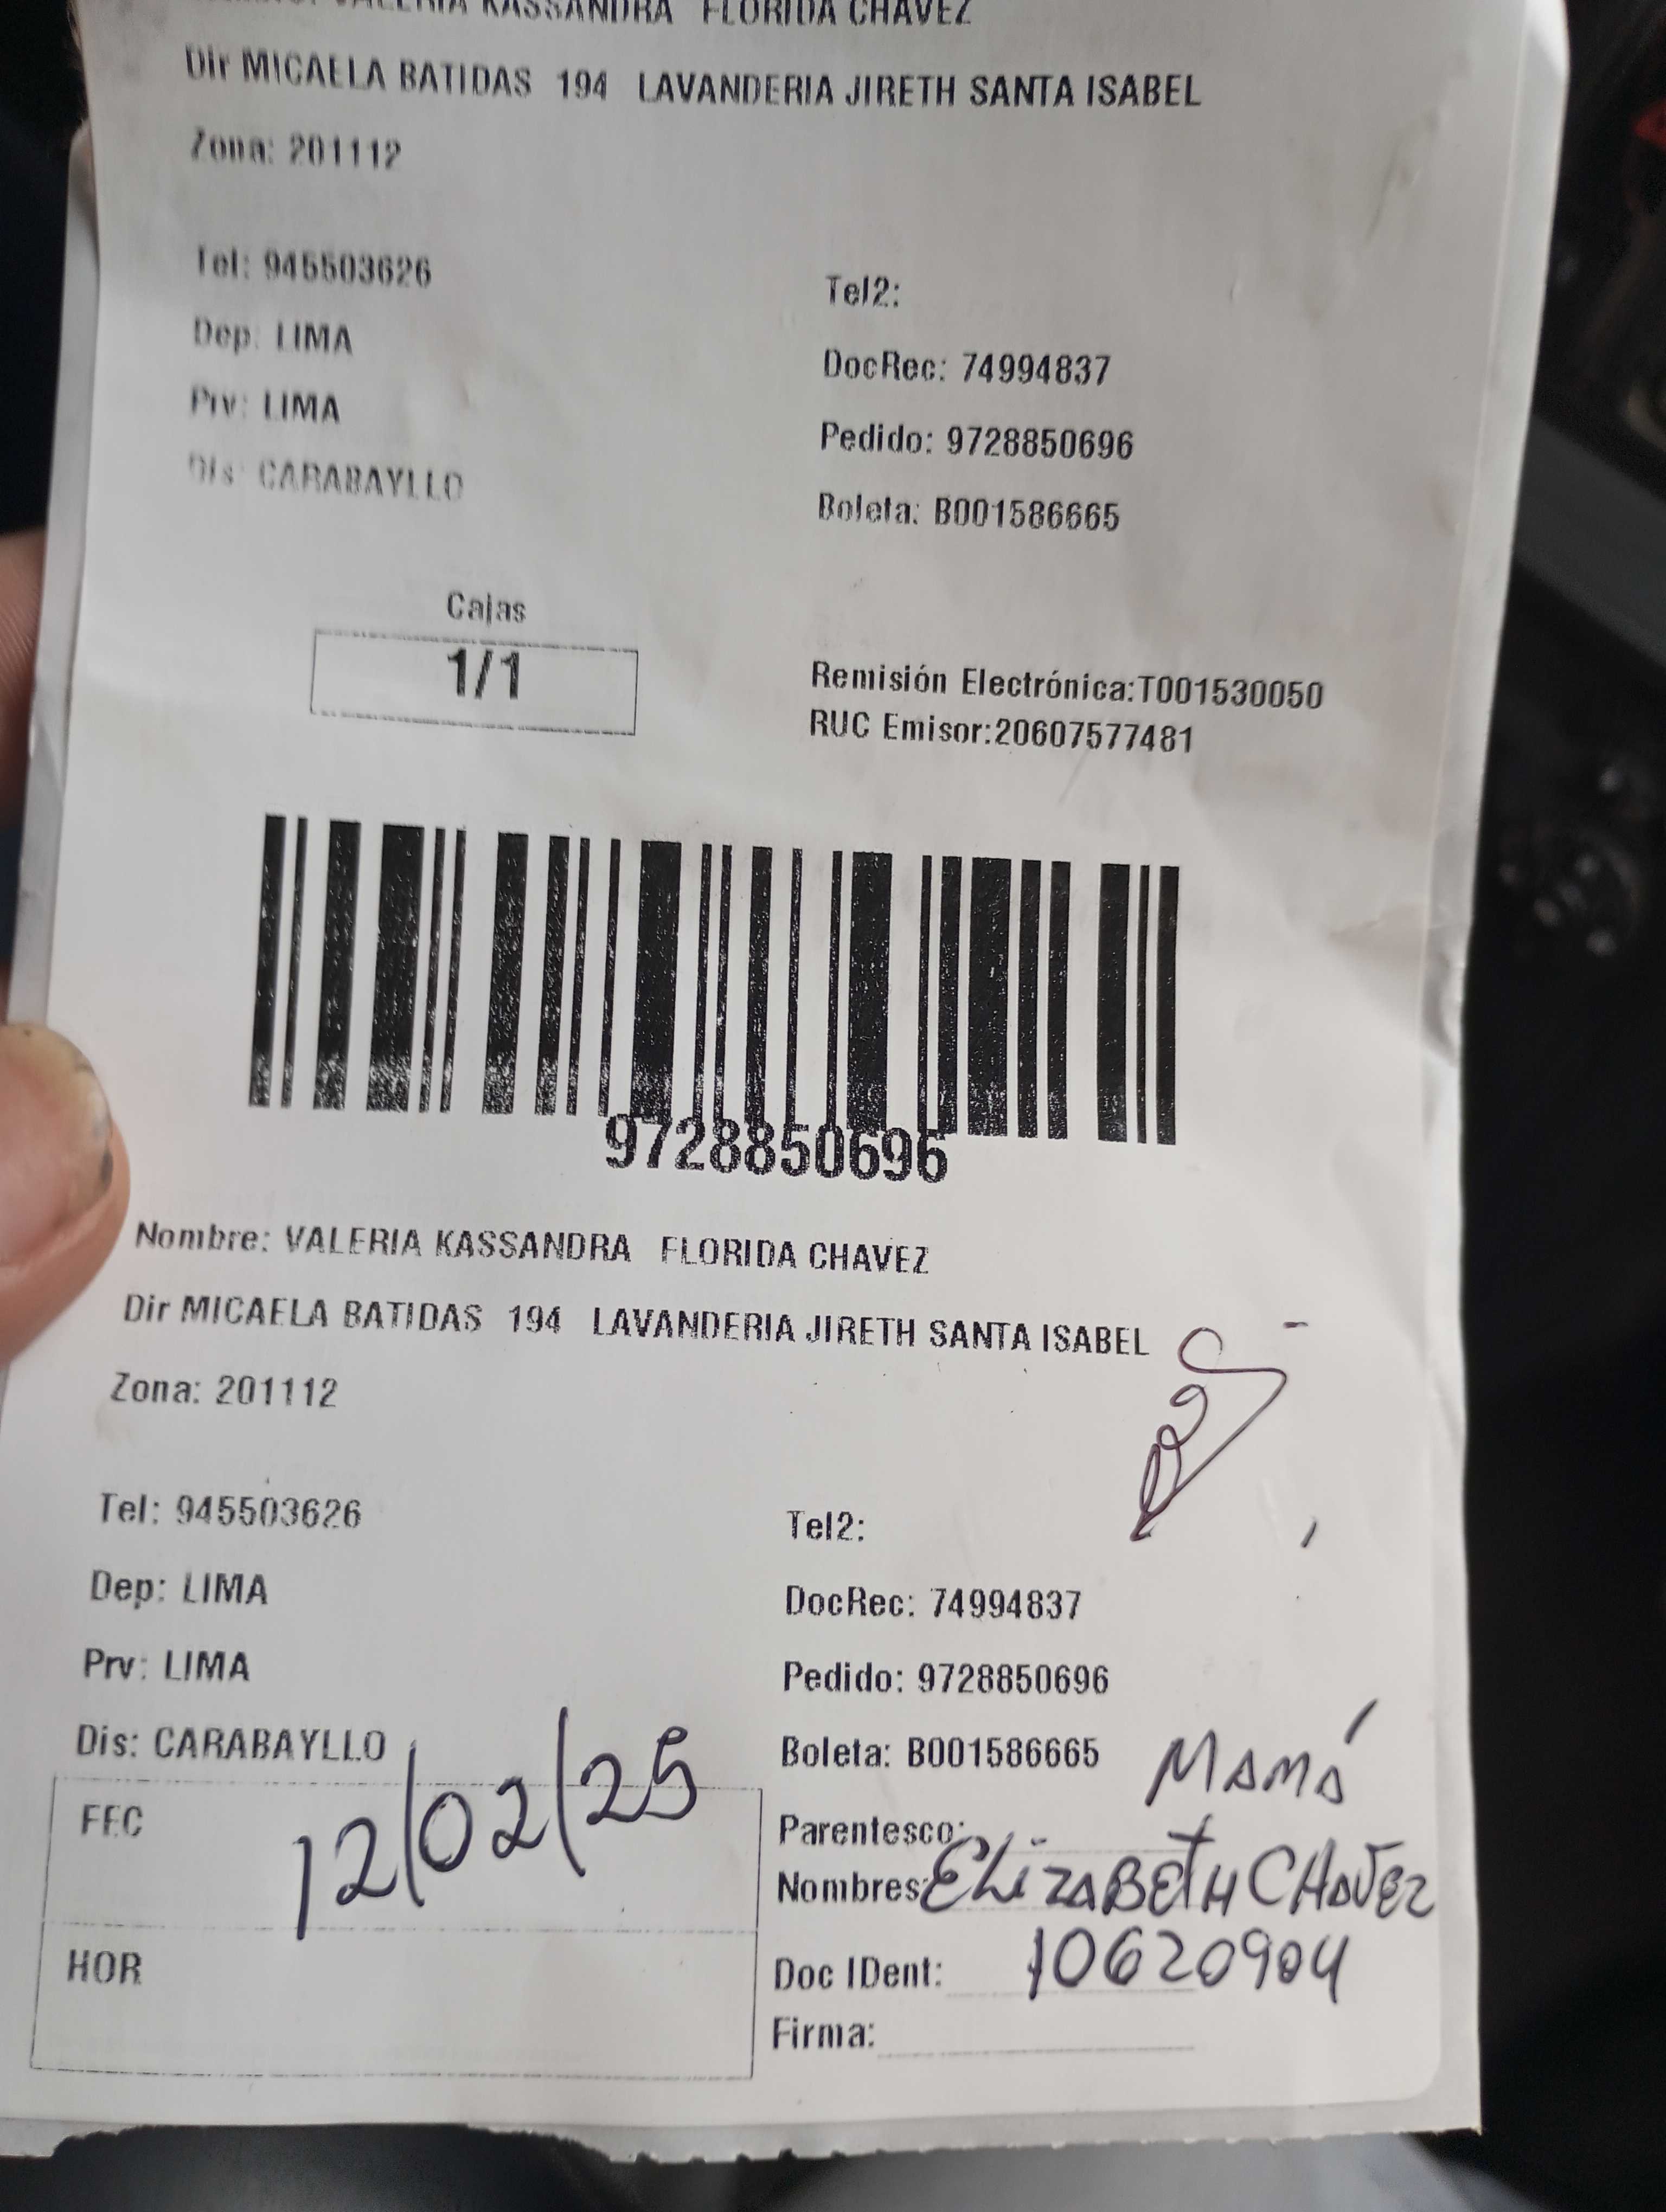 VALERIA KASSANDRA FLORIDA CHAVEZ
Dir MICAELA BATIDAS 194 LAVANDERIA JIRETH SANTA ISABEL
Zona: 201112
Tel: 945503626
Tel2:
Dep: LIMA
DocRec: 74994837
Prv: LIMA
Pedido: 9728850696
Dis: CARABAYLLO
Boleta: B001586665
Cajas
1/1
Remisión Electrónica:T001530050
RUC Emisor:20607577481
9728850696
Nombre: VALERIA KASSANDRA FLORIDA CHAVEZ
Dir MICAELA BATIDAS 194 LAVANDERIA JIRETH SANTA ISABEL
Zona: 201112
Tel: 945503626
Tel2:
Dep: LIMA
DocRec: 74994837
Prv: LIMA
Pedido: 9728850696
Dis: CARABAYLLO
Boleta: B001586665
FEC 12/02/25
Parentesco: MAMÁ
Nombres: ELIZABETH CHAVEZ
HOR
Doc IDent: 10620904
Firma: